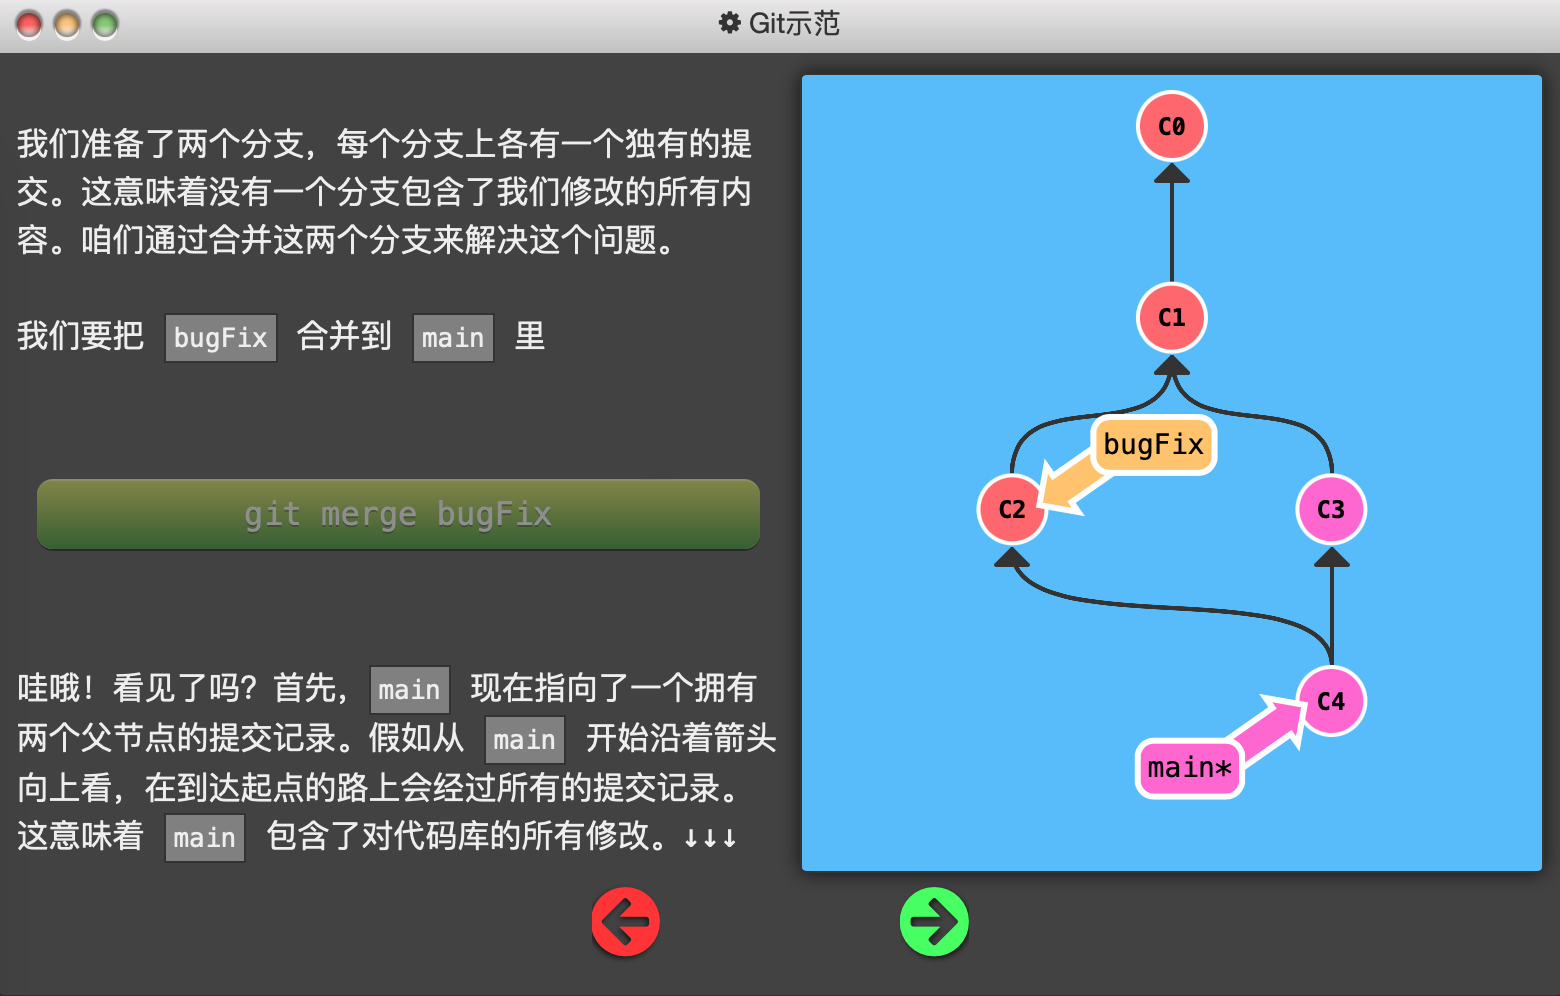 Git示范
我们准备了两个分支，每个分支上各有一个独有的提
交。这意味着没有一个分支包含了我们修改的所有内
容。咱们通过合并这两个分支来解决这个问题。
我们要把 bugFix 合并到 main 里
git merge bugFix
哇哦！看见了吗？首先，main 现在指向了一个拥有
两个父节点的提交记录。假如从 main 开始沿着箭头
向上看，在到达起点的路上会经过所有的提交记录。
这意味着 main 包含了对代码库的所有修改。↓↓↓
C0
C1
bugFix
C2
C3
C4
main*